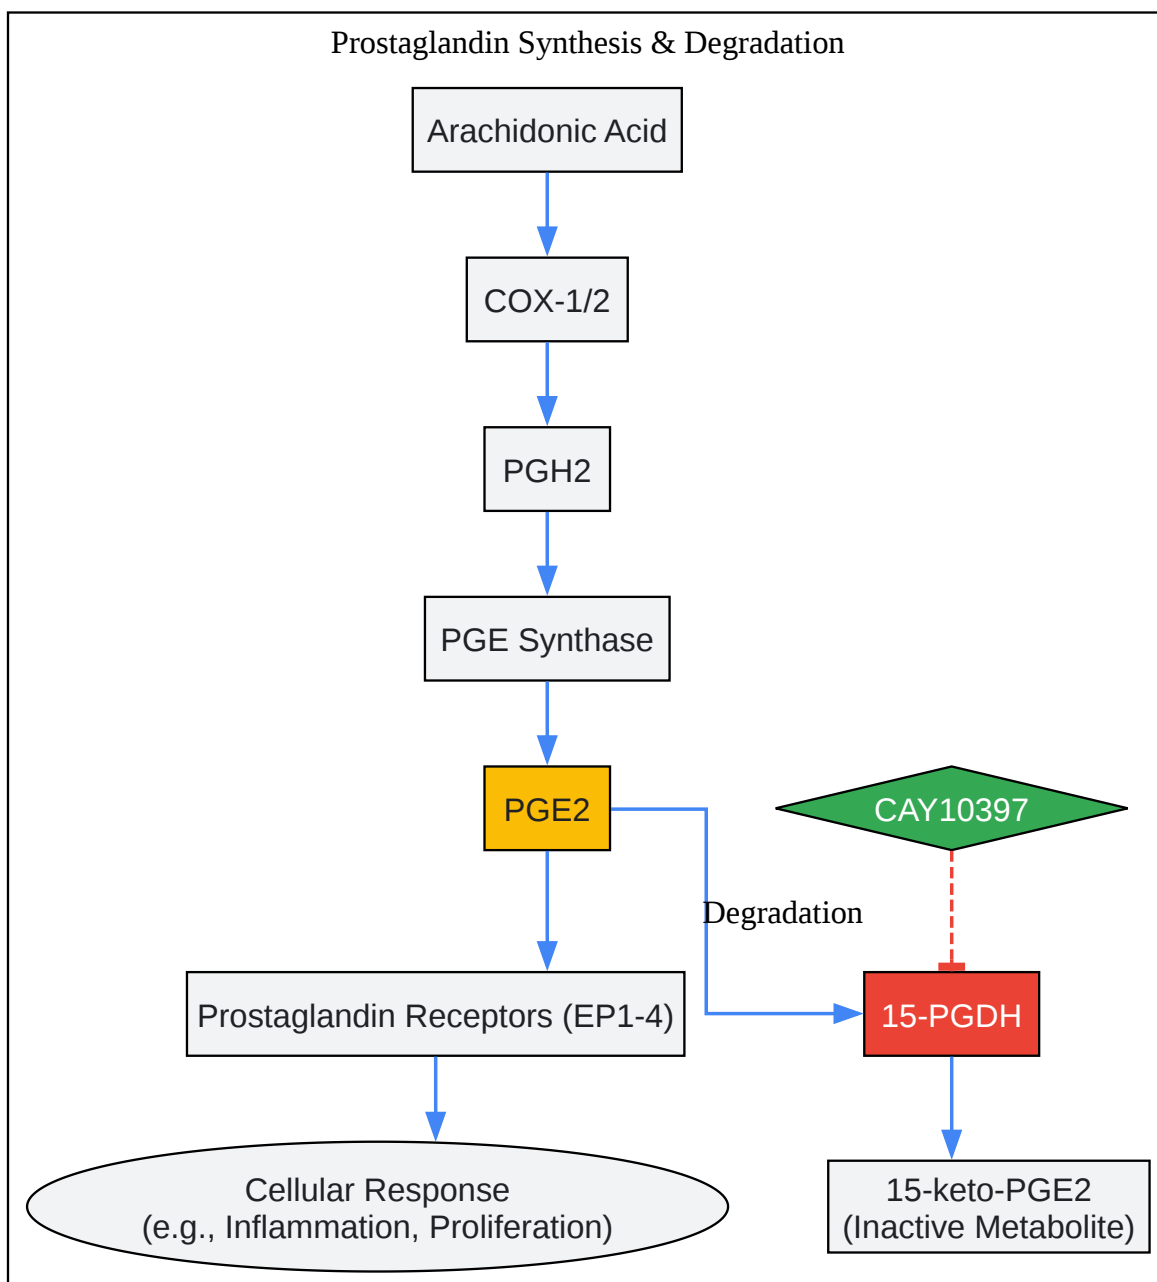 Prostaglandin Synthesis & Degradation
Arachidonic Acid
COX-1/2
PGH2
PGE Synthase
PGE2
CAY10397
Degradation
Prostaglandin Receptors (EP1-4)
15-PGDH
Cellular Response
(e.g., Inflammation, Proliferation)
15-keto-PGE2
(Inactive Metabolite)